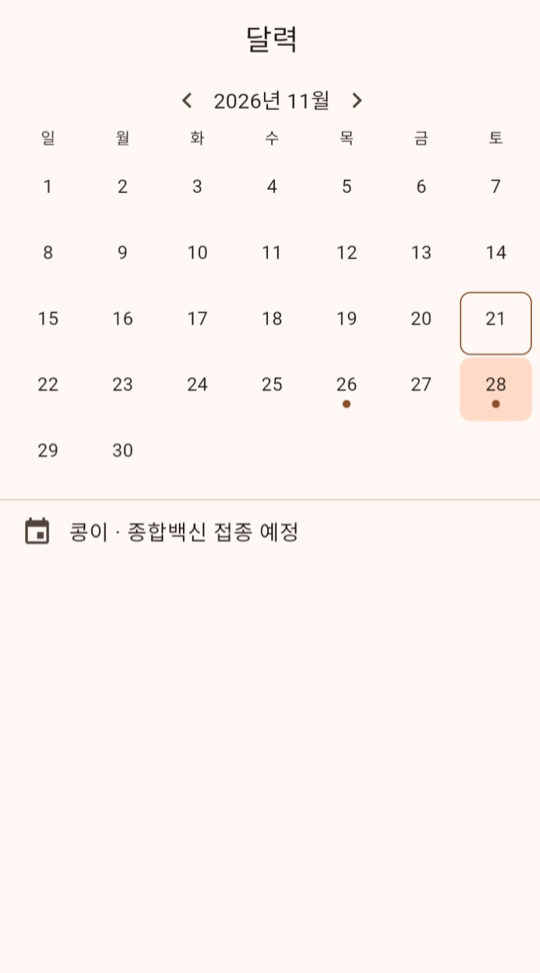 달력
2026년 11월
일 월 화 수 목 금 토
1 2 3 4 5 6 7
8 9 10 11 12 13 14
15 16 17 18 19 20 21
22 23 24 25 26 27 28
29 30
콩이 · 종합백신 접종 예정